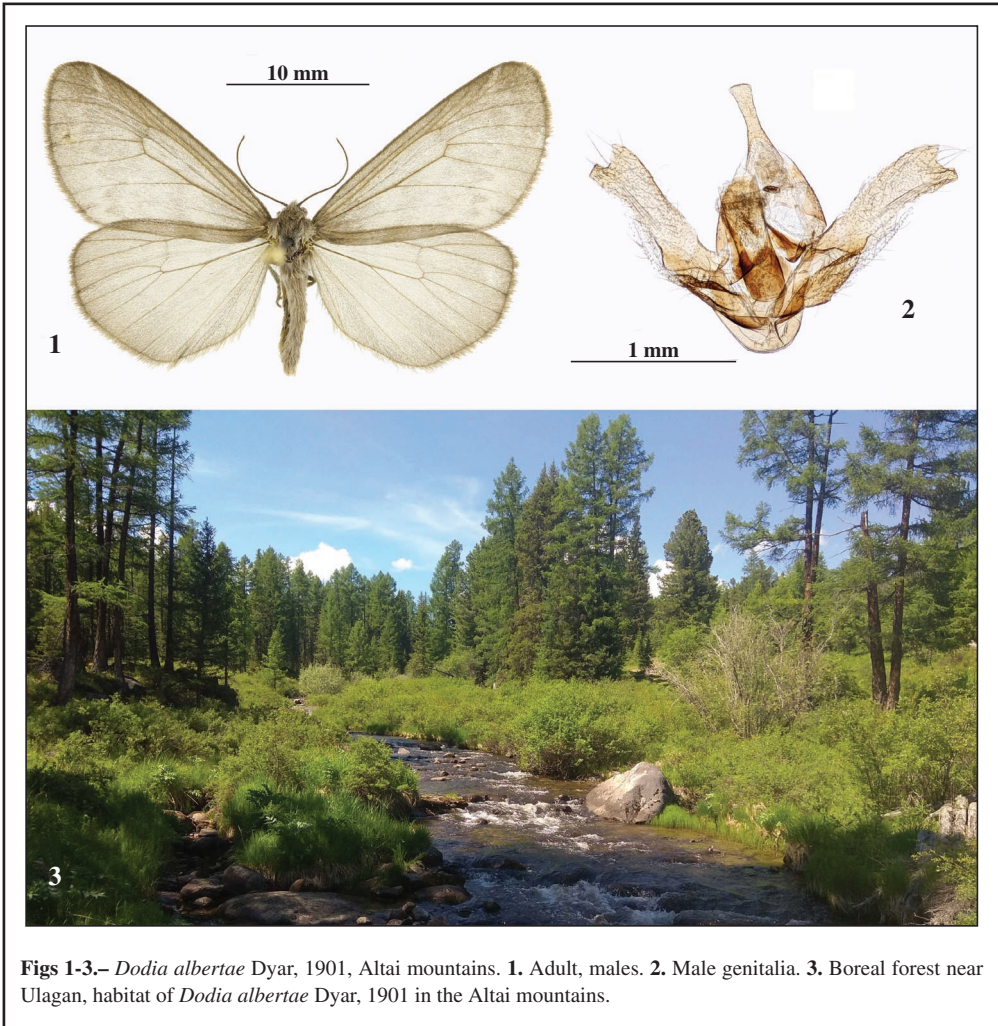 10 mm
1
2
1 mm
3
Figs 1-3.– Dodia albertae Dyar, 1901, Altai mountains. 1. Adult, males. 2. Male genitalia. 3. Boreal forest near
Ulagan, habitat of Dodia albertae Dyar, 1901 in the Altai mountains.